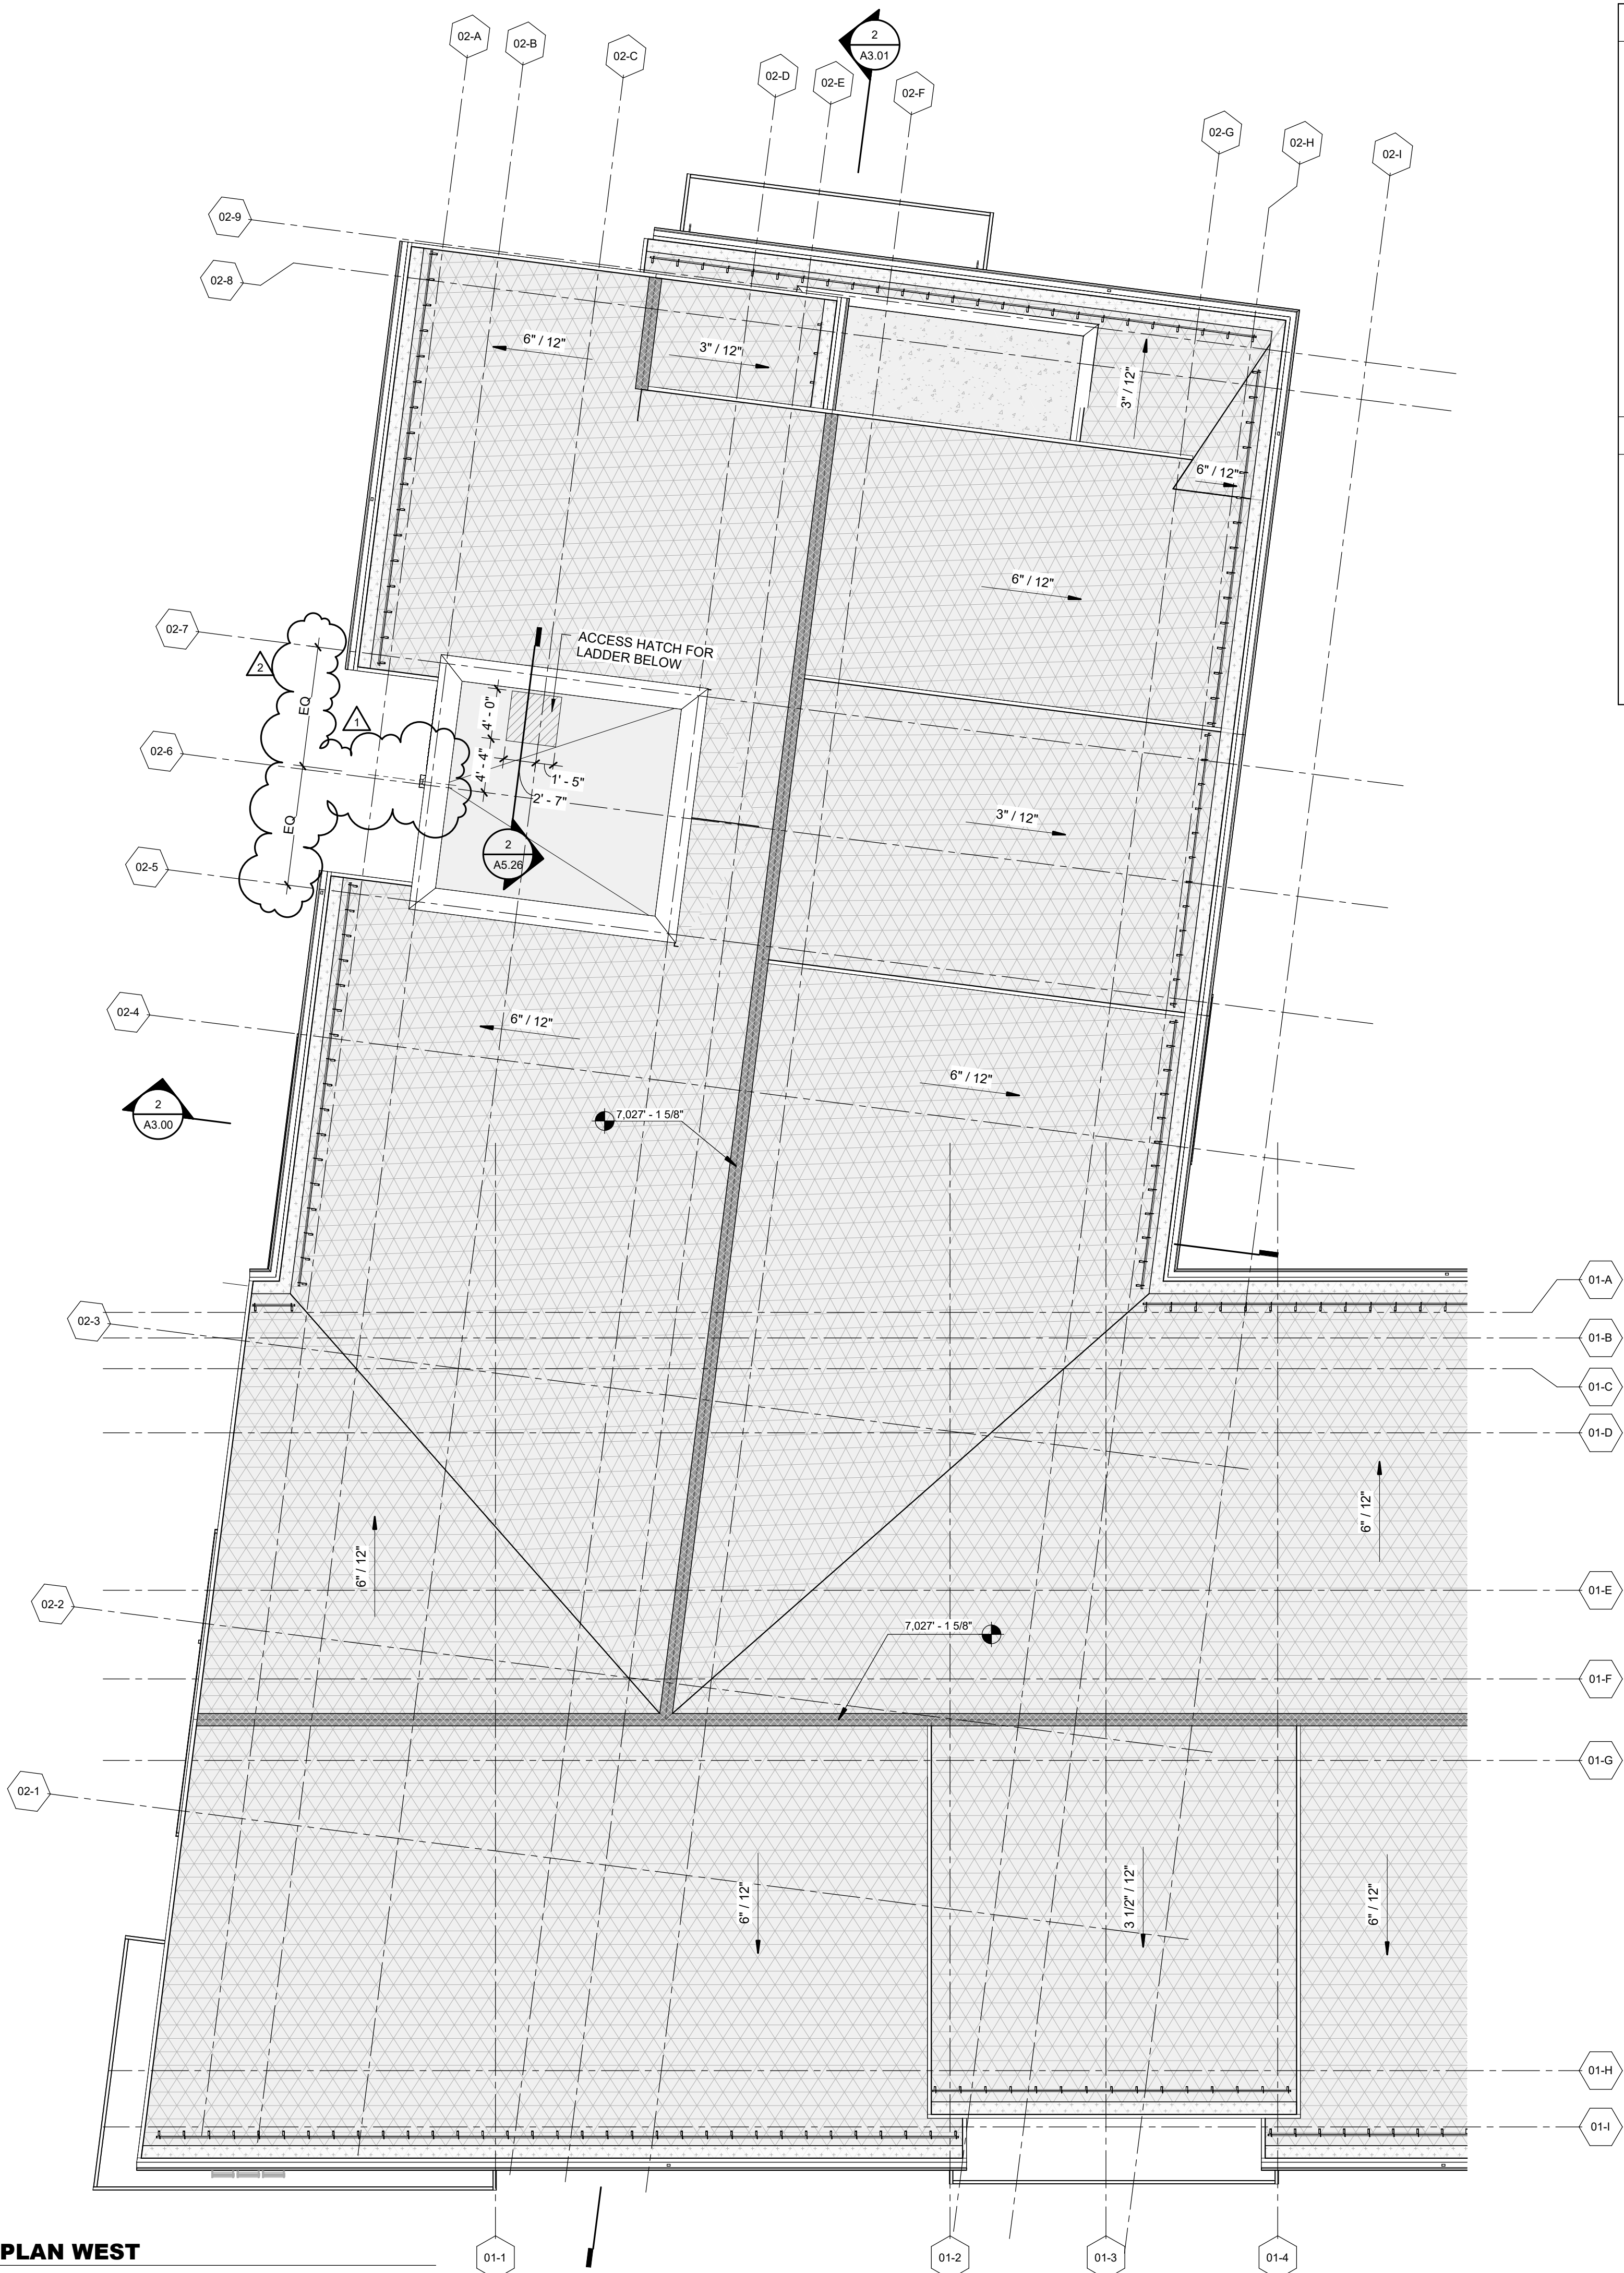 02-A
02-B
02-C
02-D
02-E
2
A3.01
02-F
02-G
02-H
02-I
02-9
02-8
6" / 12"
3" / 12"
3" / 12"
6" / 12"
6" / 12"
02-7
2
EQ
1
ACCESS HATCH FOR
LADDER BELOW
4' - 0"
4' - 4"
1' - 5"
2' - 7"
02-6
EQ
3" / 12"
2
A5.26
02-5
02-4
6" / 12"
6" / 12"
2
A3.00
7,027' - 1 5/8"
01-A
02-3
01-B
01-C
01-D
6" / 12"
6" / 12"
01-E
02-2
7,027' - 1 5/8"
01-F
01-G
02-1
6" / 12"
3 1/2" / 12"
6" / 12"
01-H
01-I
PLAN WEST
01-1
01-2
01-3
01-4